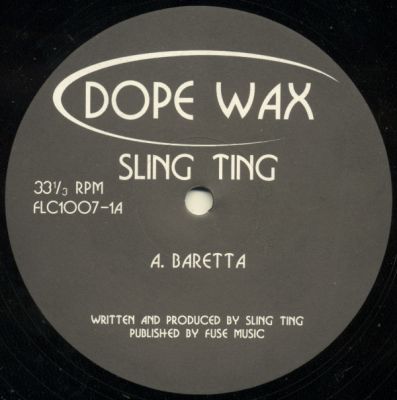 DOPE WAX
SLING TING
33⅓ RPM
FLC1007-1A
A. BARETTA
WRITTEN AND PRODUCED BY SLING TING
PUBLISHED BY FUSE MUSIC